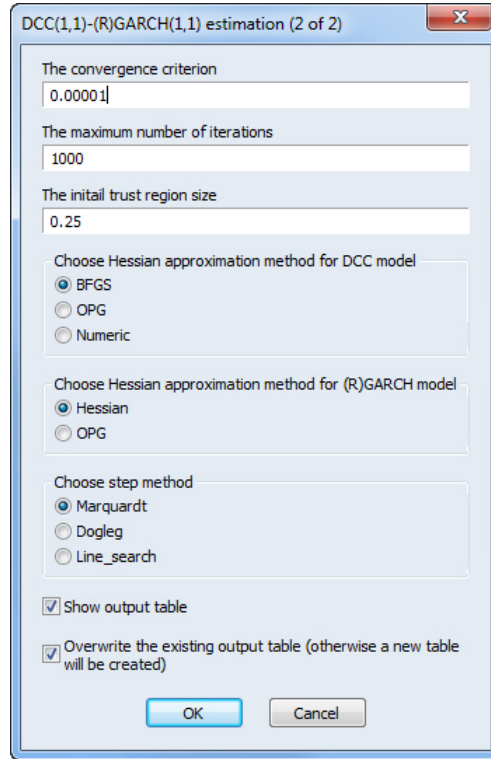 DCC(1,1)-(R)GARCH(1,1) estimation (2 of 2)
The convergence criterion
0.00001
The maximum number of iterations
1000
The initail trust region size
0.25
Choose Hessian approximation method for DCC model
BFGS
OPG
Numeric
Choose Hessian approximation method for (R)GARCH model
Hessian
OPG
Choose step method
Marquardt
Dogleg
Line_search
Show output table
Overwrite the existing output table (otherwise a new table
will be created)
OK
Cancel